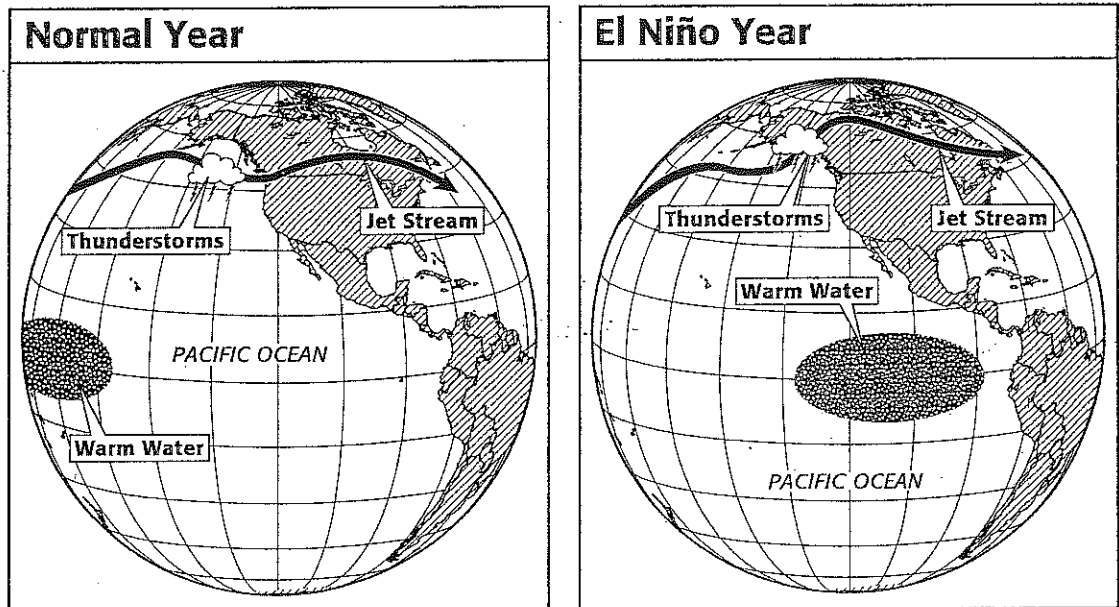 Normal Year
Thunderstorms
Jet Stream
PACIFIC OCEAN
Warm Water
El Niño Year
Thunderstorms
Jet Stream
Warm Water
PACIFIC OCEAN